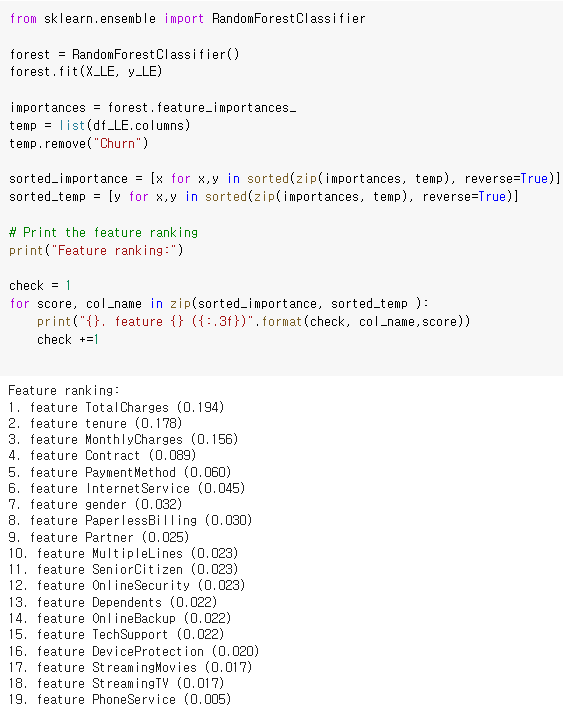 from sklearn.ensemble import RandomForestClassifier
forest = RandomForestClassifier()
forest.fit(X_LE, y_LE)
importances = forest.feature_importances_
temp = list(df_LE.columns)
temp.remove("Churn")
sorted_importance = [x for x,y in sorted(zip(importances, temp), reverse=True)]
sorted_temp = [y for x,y in sorted(zip(importances, temp), reverse=True)]
# Print the feature ranking
print("Feature ranking:")
check = 1
for score, col_name in zip(sorted_importance, sorted_temp ):
    print("{}. feature {} ({:.3f})".format(check, col_name,score))
    check +=1
Feature ranking:
1. feature TotalCharges (0.194)
2. feature tenure (0.178)
3. feature MonthlyCharges (0.156)
4. feature Contract (0.089)
5. feature PaymentMethod (0.060)
6. feature InternetService (0.045)
7. feature gender (0.032)
8. feature PaperlessBilling (0.030)
9. feature Partner (0.025)
10. feature MultipleLines (0.023)
11. feature SeniorCitizen (0.023)
12. feature OnlineSecurity (0.023)
13. feature Dependents (0.022)
14. feature OnlineBackup (0.022)
15. feature TechSupport (0.022)
16. feature DeviceProtection (0.020)
17. feature StreamingMovies (0.017)
18. feature StreamingTV (0.017)
19. feature PhoneService (0.005)